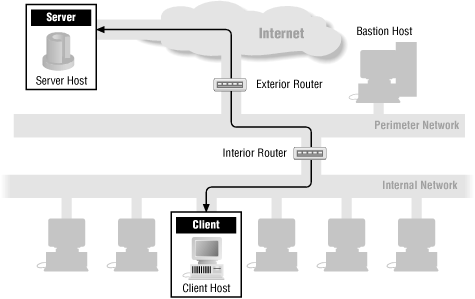 Server
Server Host
Internet
Bastion Host
Exterior Router
Perimeter Network
Interior Router
Internal Network
Client
Client Host